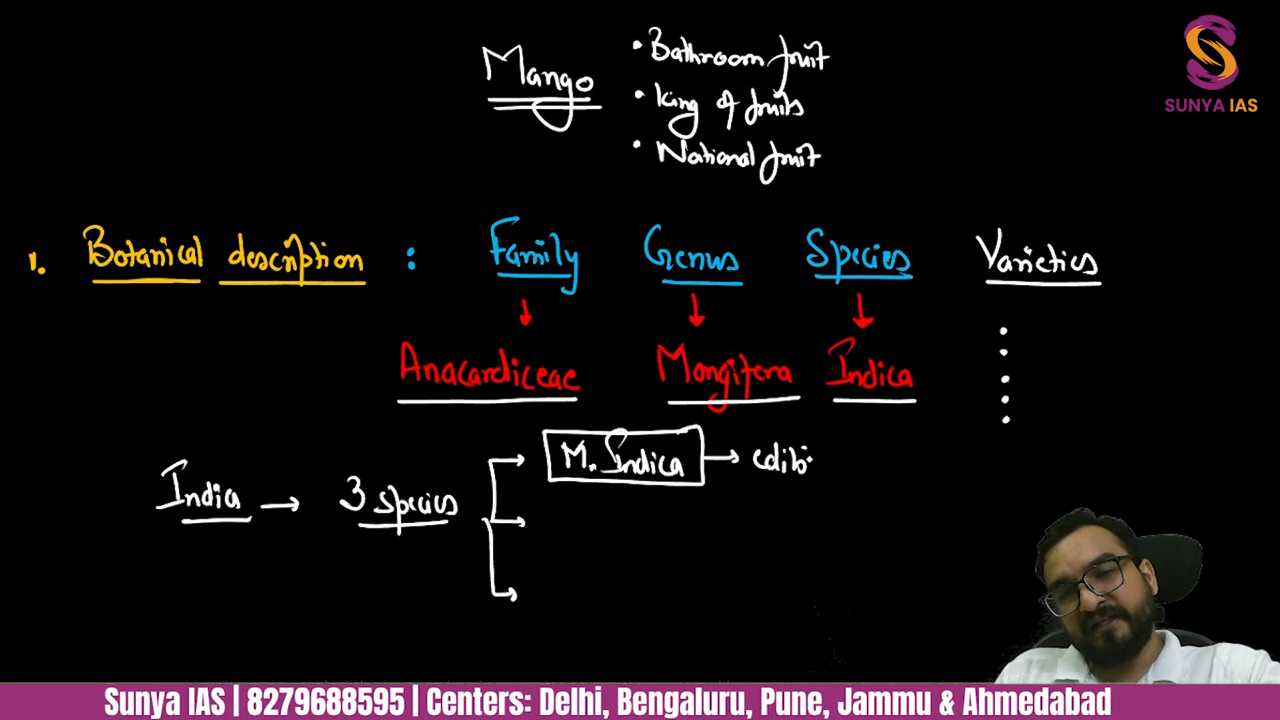 Mango
• Bathroom fruit
• King of fruits
• National fruit
SUNYA IAS
1. Botanical description : Family Genus Species Varieties
Anacardiceae Mangifera Indica
India → 3 species
M. Indica → edib
Sunya IAS | 8279688595 | Centers: Delhi, Bengaluru, Pune, Jammu & Ahmedabad